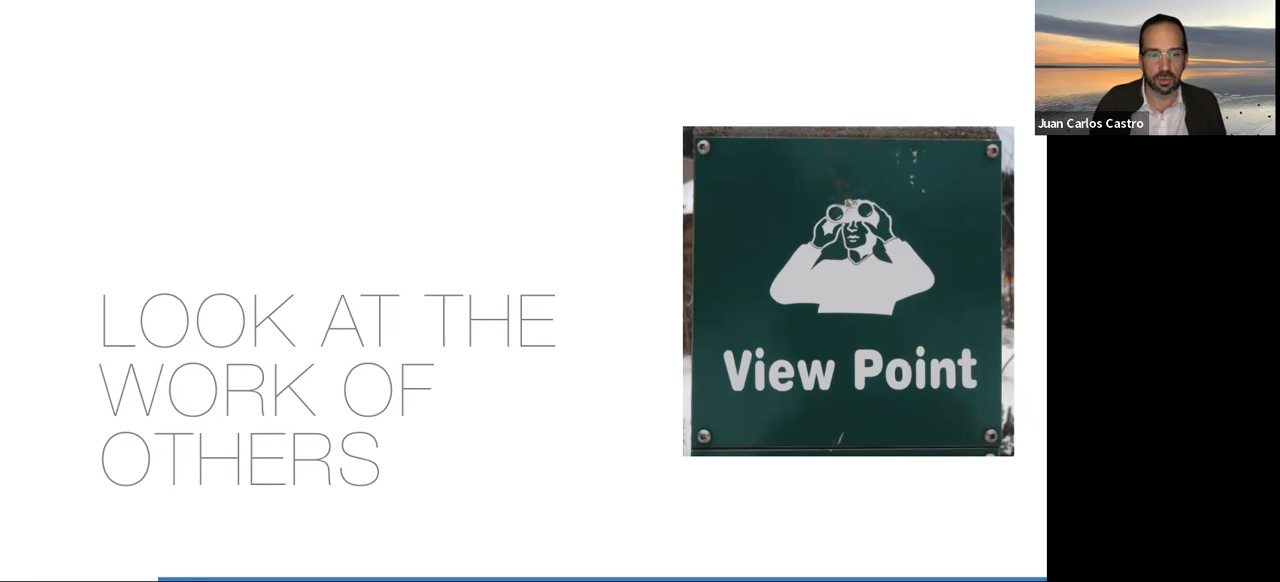 LOOK AT THE
WORK OF
OTHERS
View Point
Juan Carlos Castro